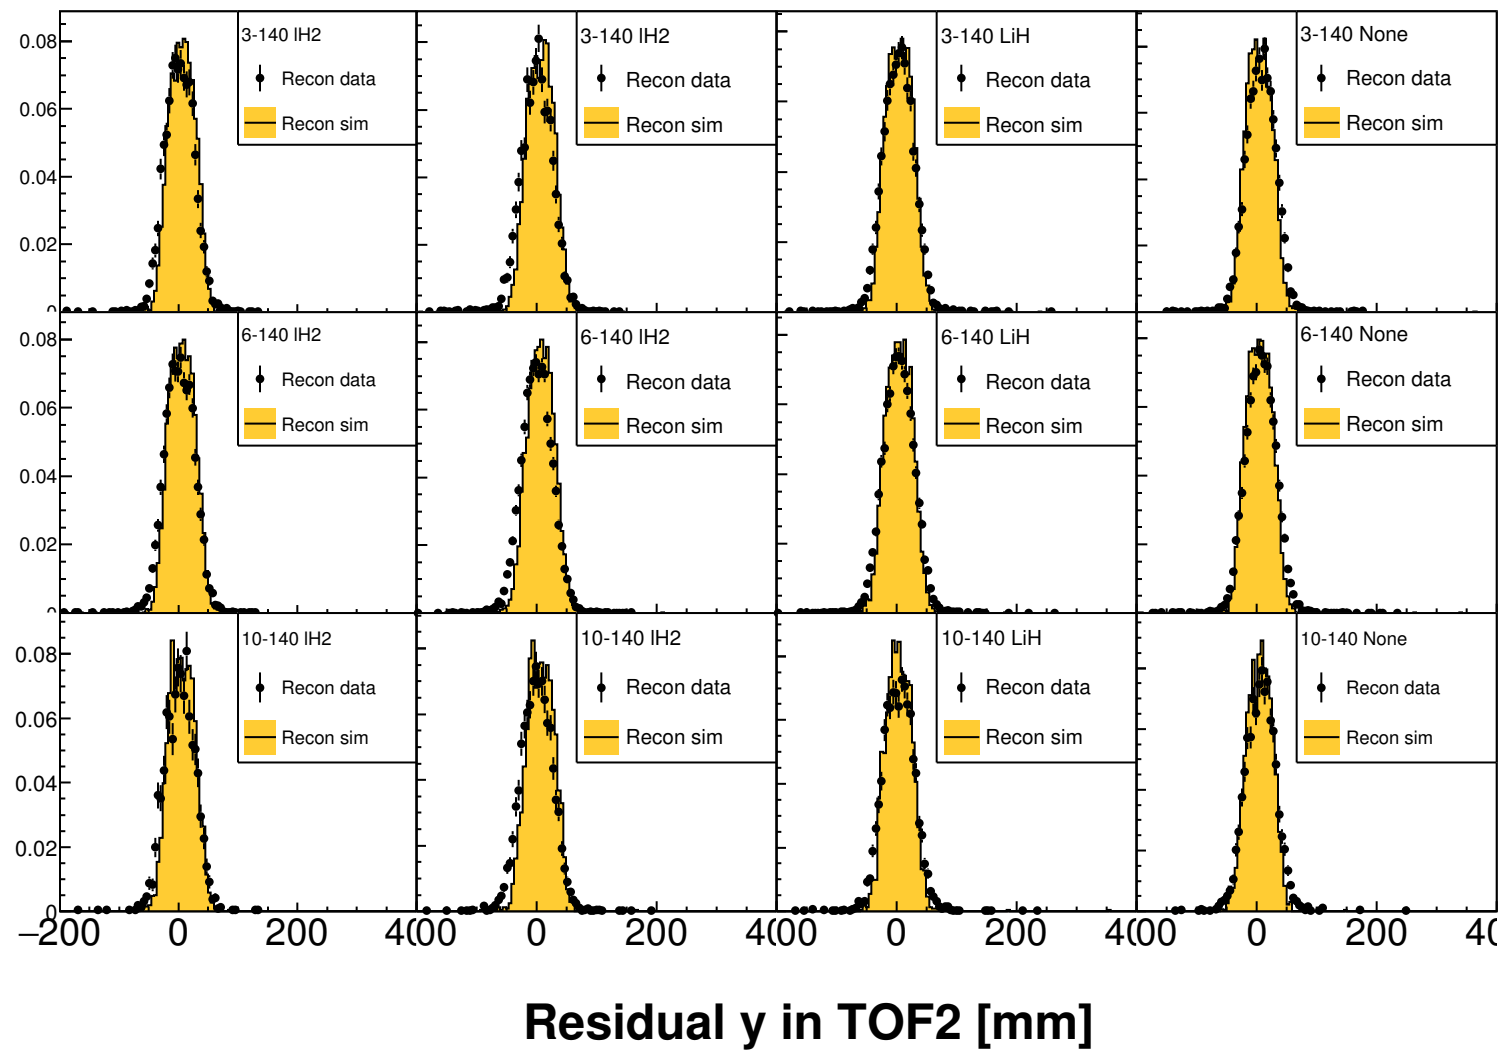 0.08
3-140 lH2
Recon data
Recon sim
3-140 lH2
Recon data
Recon sim
3-140 LiH
Recon data
Recon sim
3-140 None
Recon data
Recon sim
0.06
0.04
0.02
0
0.08
6-140 lH2
Recon data
Recon sim
6-140 lH2
Recon data
Recon sim
6-140 LiH
Recon data
Recon sim
6-140 None
Recon data
Recon sim
0.06
0.04
0.02
0
0.08
10-140 lH2
Recon data
Recon sim
10-140 lH2
Recon data
Recon sim
10-140 LiH
Recon data
Recon sim
10-140 None
Recon data
Recon sim
0.06
0.04
0.02
0
−200 0 200 400 0 200 400 0 200 400 0 200
Residual y in TOF2 [mm]